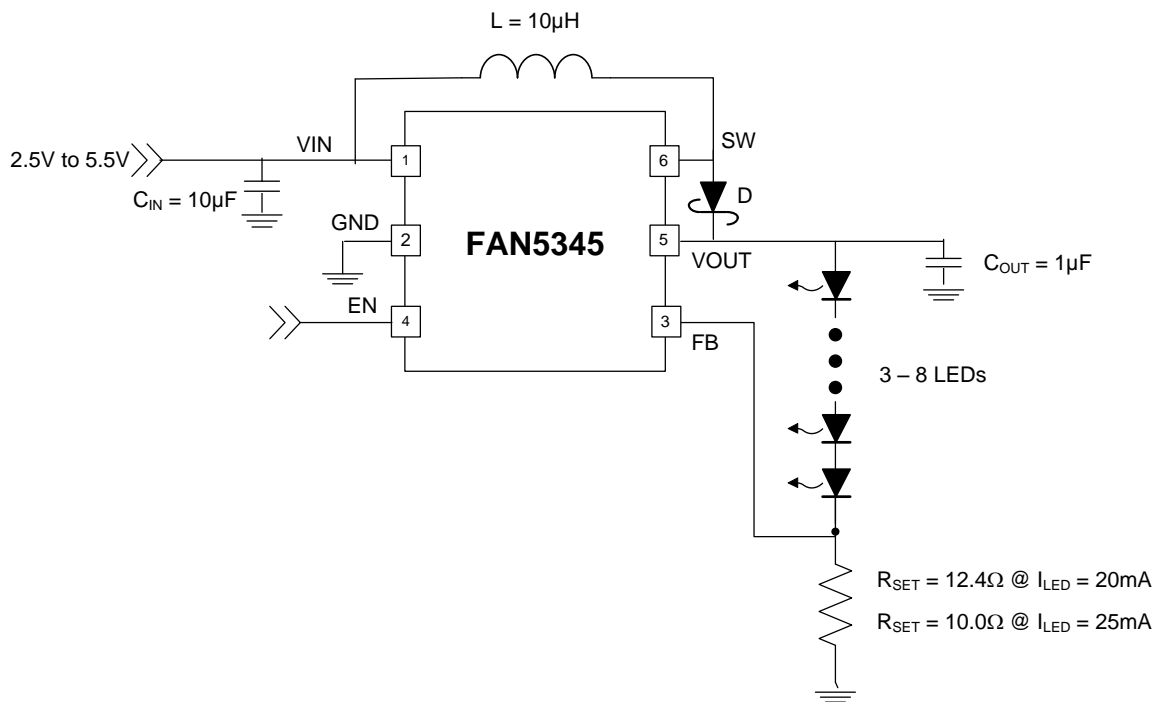 L = 10µH
VIN
SW
2.5V to 5.5V
1
6
C_IN = 10µF
D
GND
2
FAN5345
5
VOUT
C_OUT = 1µF
EN
4
3
FB
3 – 8 LEDs
R_SET = 12.4Ω @ I_LED = 20mA
R_SET = 10.0Ω @ I_LED = 25mA